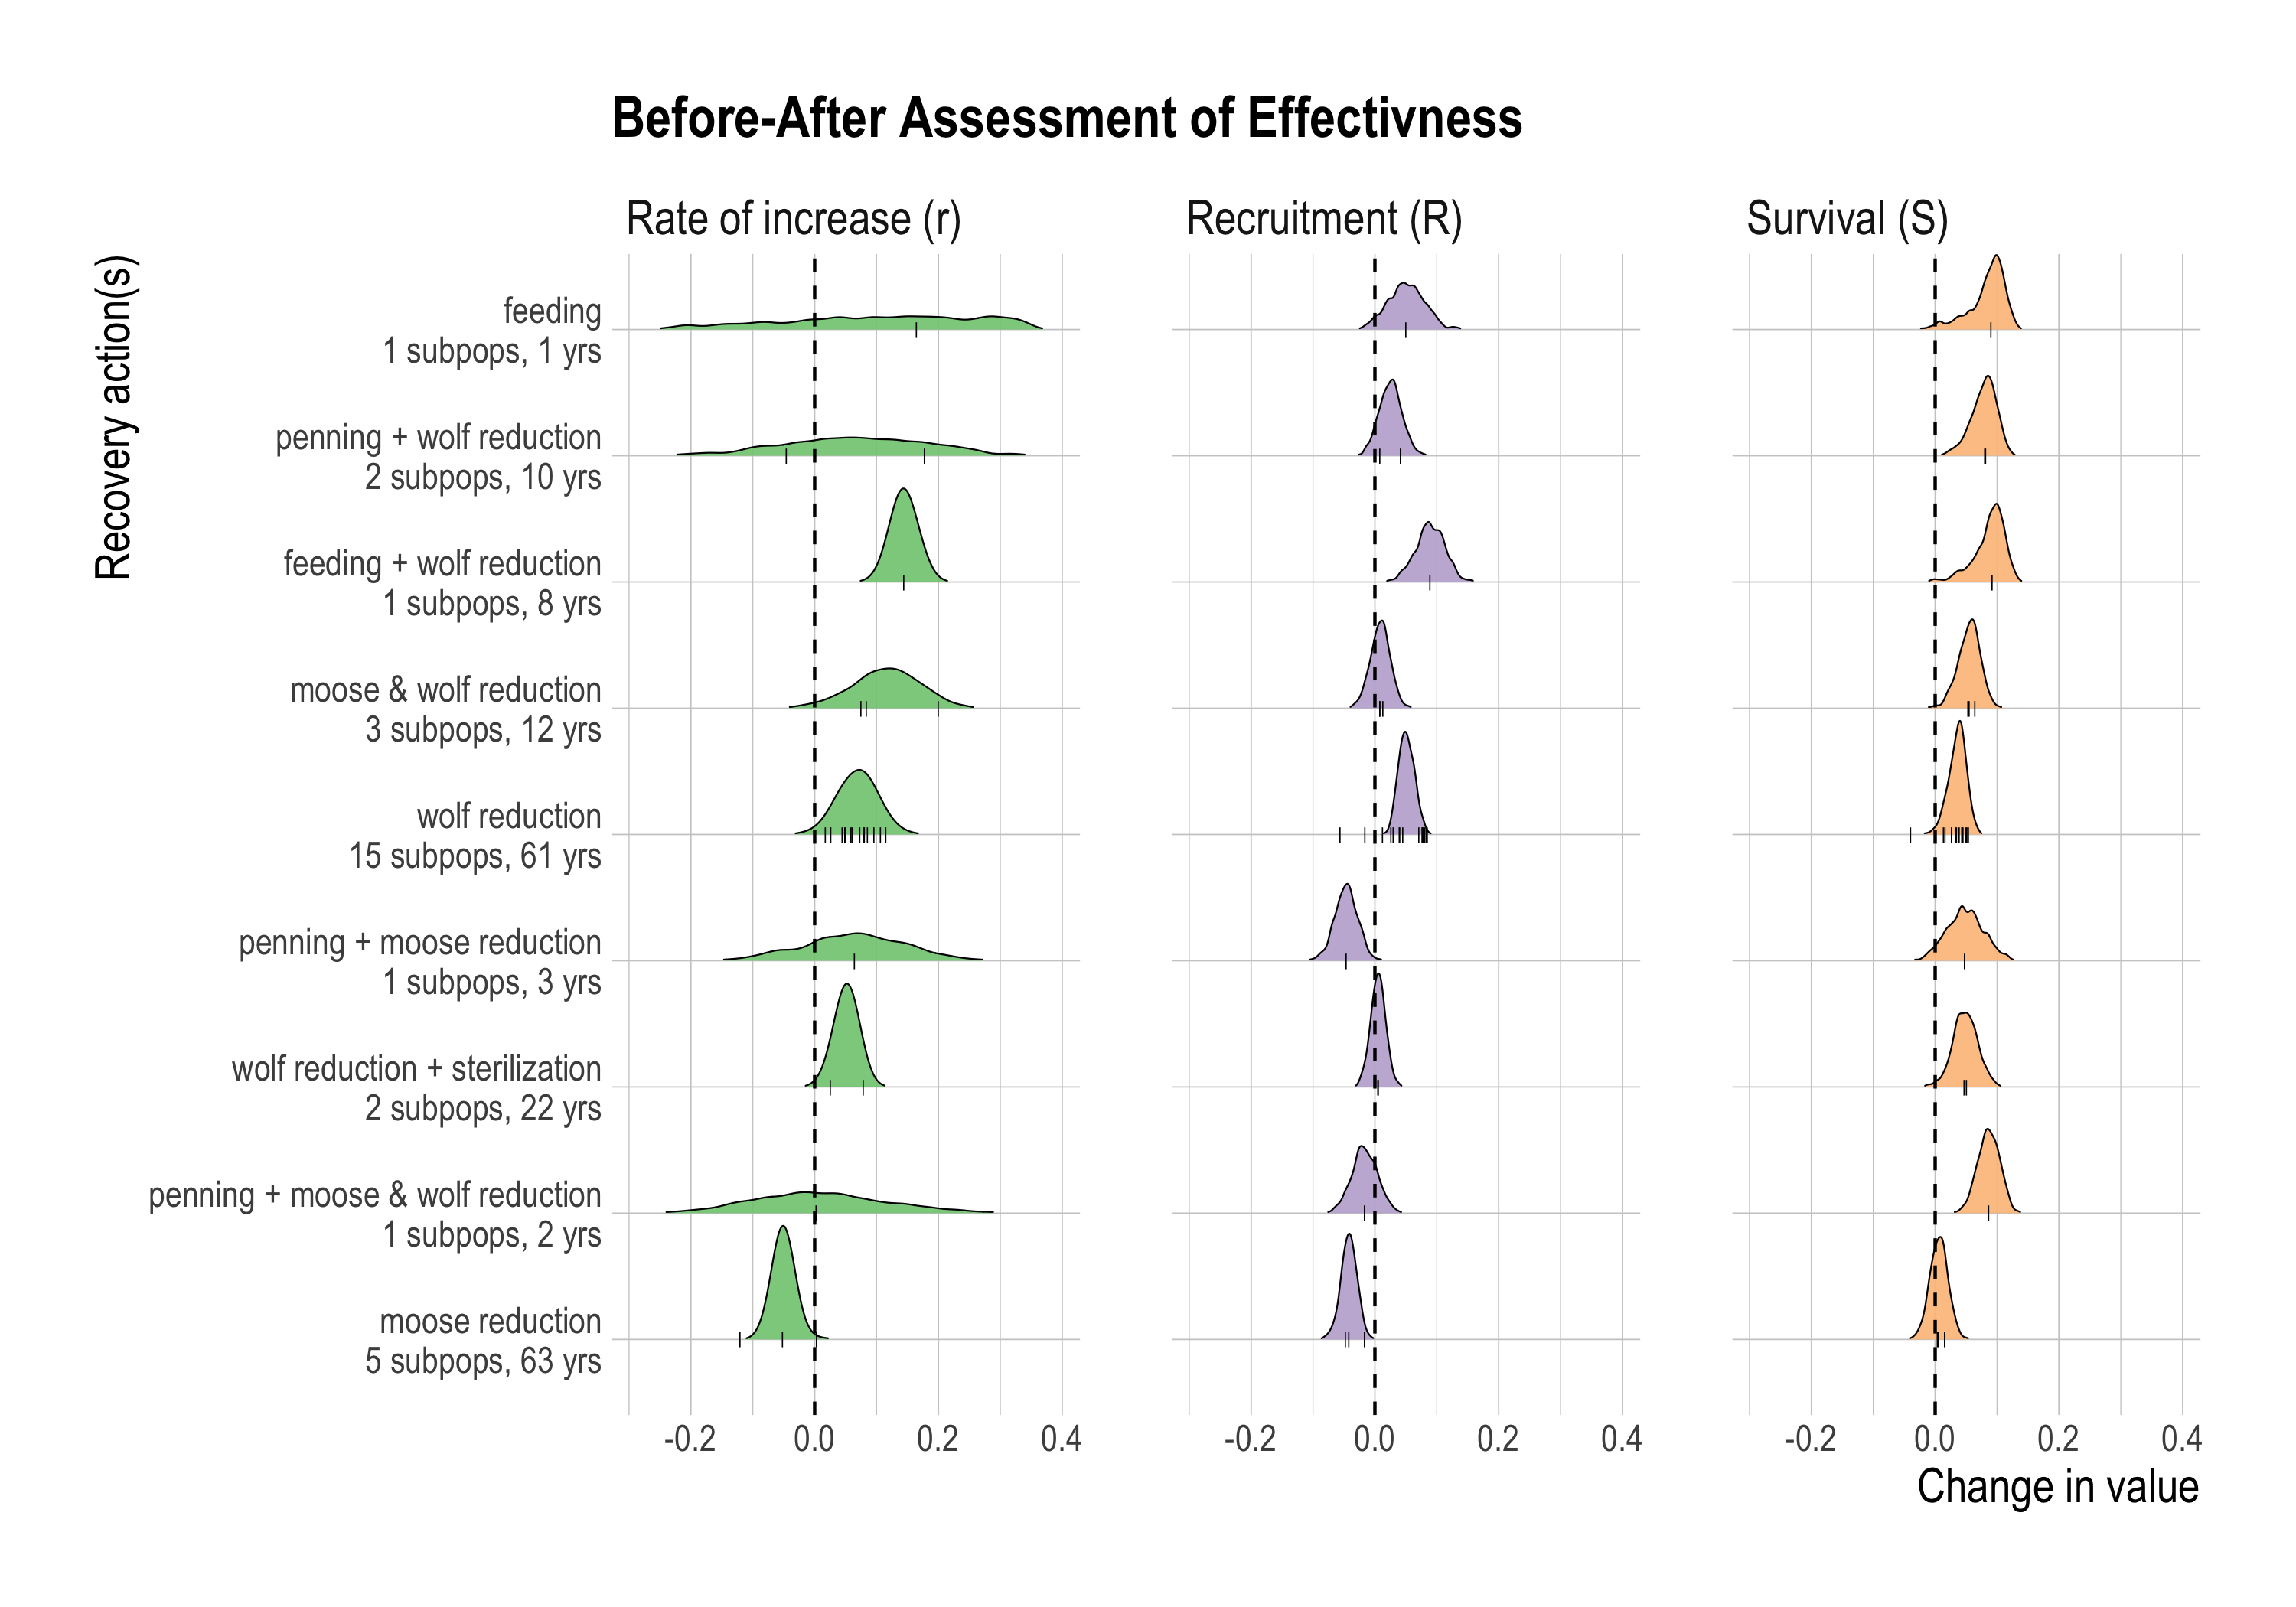 Before-After Assessment of Effectivness
Rate of increase (r)
Recruitment (R)
Survival (S)
Recovery action(s)
feeding
1 subpops, 1 yrs
penning + wolf reduction
2 subpops, 10 yrs
feeding + wolf reduction
1 subpops, 8 yrs
moose & wolf reduction
3 subpops, 12 yrs
wolf reduction
15 subpops, 61 yrs
penning + moose reduction
1 subpops, 3 yrs
wolf reduction + sterilization
2 subpops, 22 yrs
penning + moose & wolf reduction
1 subpops, 2 yrs
moose reduction
5 subpops, 63 yrs
-0.2 0.0 0.2 0.4
-0.2 0.0 0.2 0.4
-0.2 0.0 0.2 0.4
Change in value